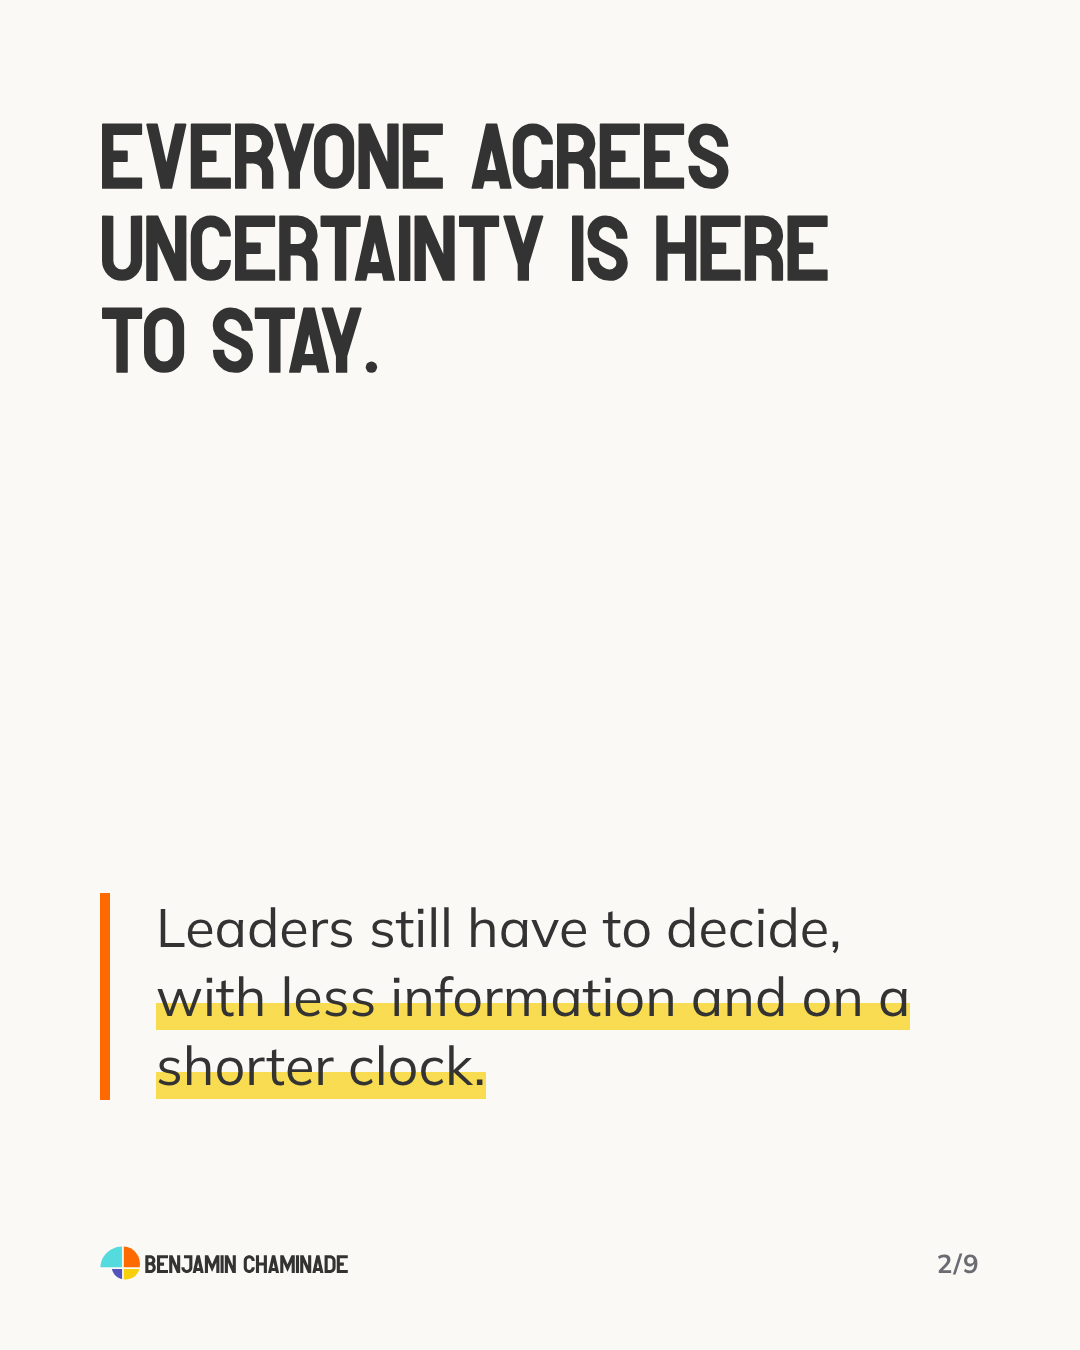 EVERYONE AGREES
UNCERTAINTY IS HERE
TO STAY.
Leaders still have to decide,
with less information and on a
shorter clock.
BENJAMIN CHAMINADE
2/9